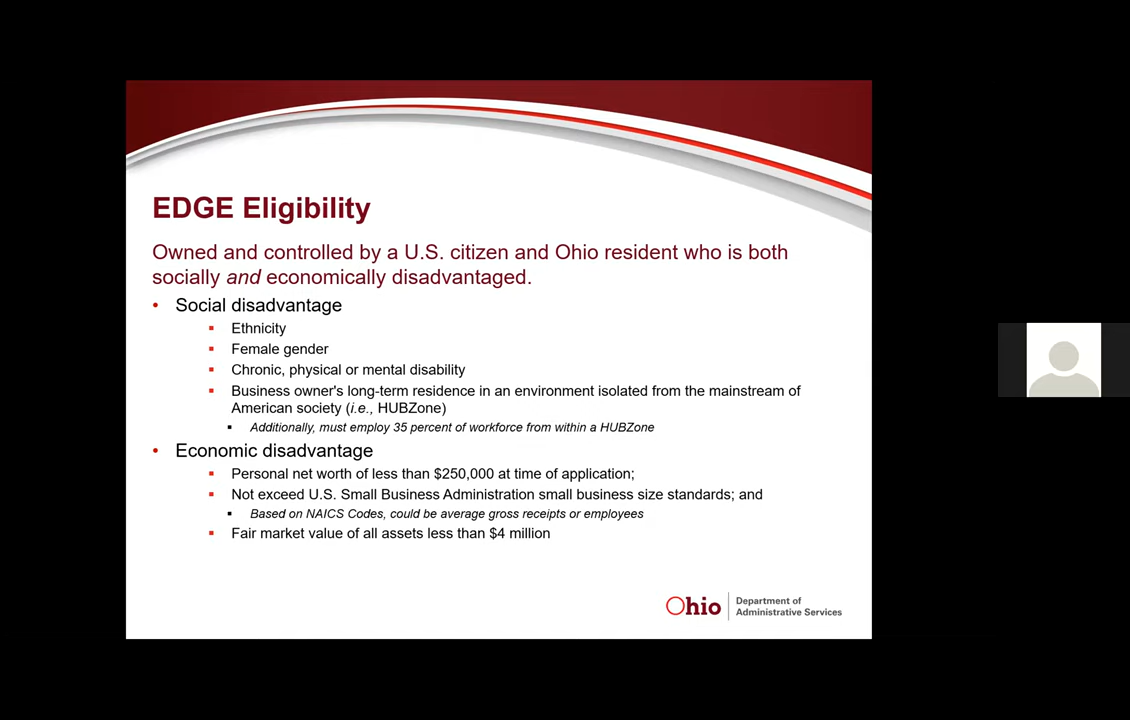 EDGE Eligibility
Owned and controlled by a U.S. citizen and Ohio resident who is both
socially and economically disadvantaged.
• Social disadvantage
▪ Ethnicity
▪ Female gender
▪ Chronic, physical or mental disability
▪ Business owner's long-term residence in an environment isolated from the mainstream of
American society (i.e., HUBZone)
▪ Additionally, must employ 35 percent of workforce from within a HUBZone
• Economic disadvantage
▪ Personal net worth of less than $250,000 at time of application;
▪ Not exceed U.S. Small Business Administration small business size standards; and
▪ Based on NAICS Codes, could be average gross receipts or employees
▪ Fair market value of all assets less than $4 million
Ohio
Department of
Administrative Services